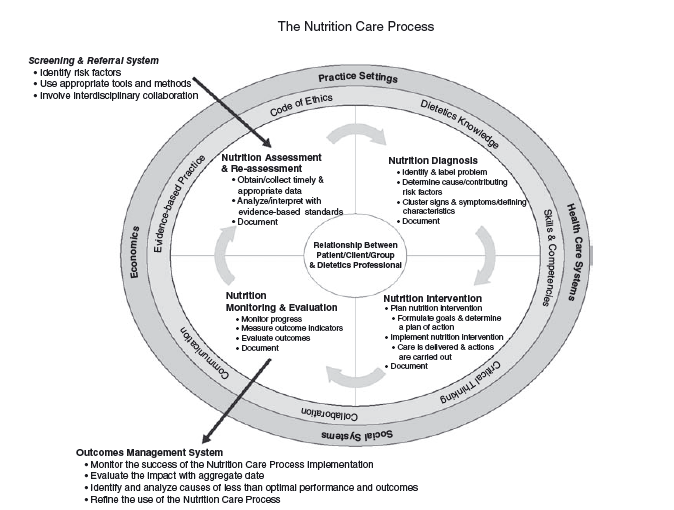 The Nutrition Care Process
Screening & Referral System
• Identify risk factors
• Use appropriate tools and methods
• Involve interdisciplinary collaboration
Practice Settings
Code of Ethics
Dietetics Knowledge
Evidence-based Practice
Economics
Skills & Competencies
Health Care Systems
Nutrition Assessment
& Re-assessment
• Obtain/collect timely &
appropriate data
• Analyze/interpret with
evidence-based standards
• Document
Nutrition Diagnosis
• Identify & label problem
• Determine cause/contributing
risk factors
• Cluster signs & symptoms/defining
characteristics
• Document
Relationship Between
Patient/Client/Group
& Dietetics Professional
Nutrition
Monitoring & Evaluation
• Monitor progress
• Measure outcome indicators
• Evaluate outcomes
• Document
Nutrition Intervention
• Plan nutrition intervention
• Formulate goals & determine
a plan of action
• Implement nutrition intervention
• Care is delivered & actions
are carried out
• Document
Communication
Critical Thinking
Collaboration
Social Systems
Outcomes Management System
• Monitor the success of the Nutrition Care Process implementation
• Evaluate the impact with aggregate date
• Identify and analyze causes of less than optimal performance and outcomes
• Refine the use of the Nutrition Care Process